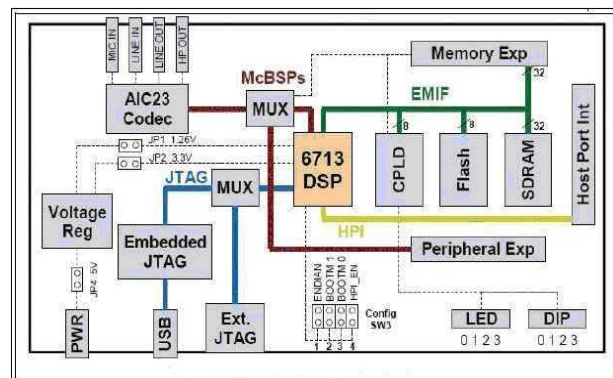 MIC IN
LINE IN
LINE OUT
HP OUT
AIC23
Codec
McBSPs
MUX
Memory Exp
32
EMIF
JP1 1.26V
JP2 3.3V
6713
DSP
8
CPLD
8
Flash
32
SDRAM
Host Port Int
JTAG
MUX
HPI
Voltage
Reg
Embedded
JTAG
Peripheral Exp
JP4 5V
ENDIAN
BOOTM 1
BOOTM 0
HPI_EN
Config
SW3
1 2 3 4
PWR
USB
Ext.
JTAG
LED
DIP
0 1 2 3
0 1 2 3